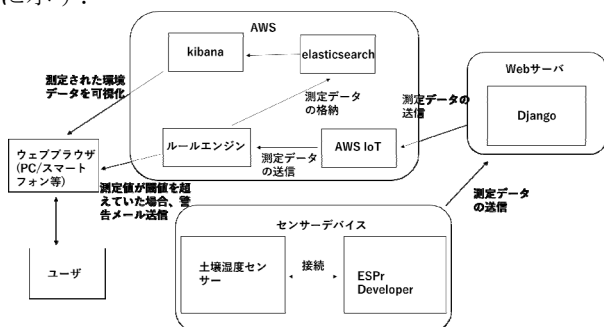 に示す.
AWS
kibana
elasticsearch
測定された環境
データを可視化
測定データ
の格納
ルールエンジン
AWS IoT
測定データ
の送信
測定データの
送信
Webサーバ
Django
ウェブブラウザ
(PC/スマート
フォン等)
測定値が閾値を超
えていた場合、警
告メール送信
ユーザ
測定データ
の送信
センサーデバイス
土壌湿度セン
サー
接続
ESPr
Developer